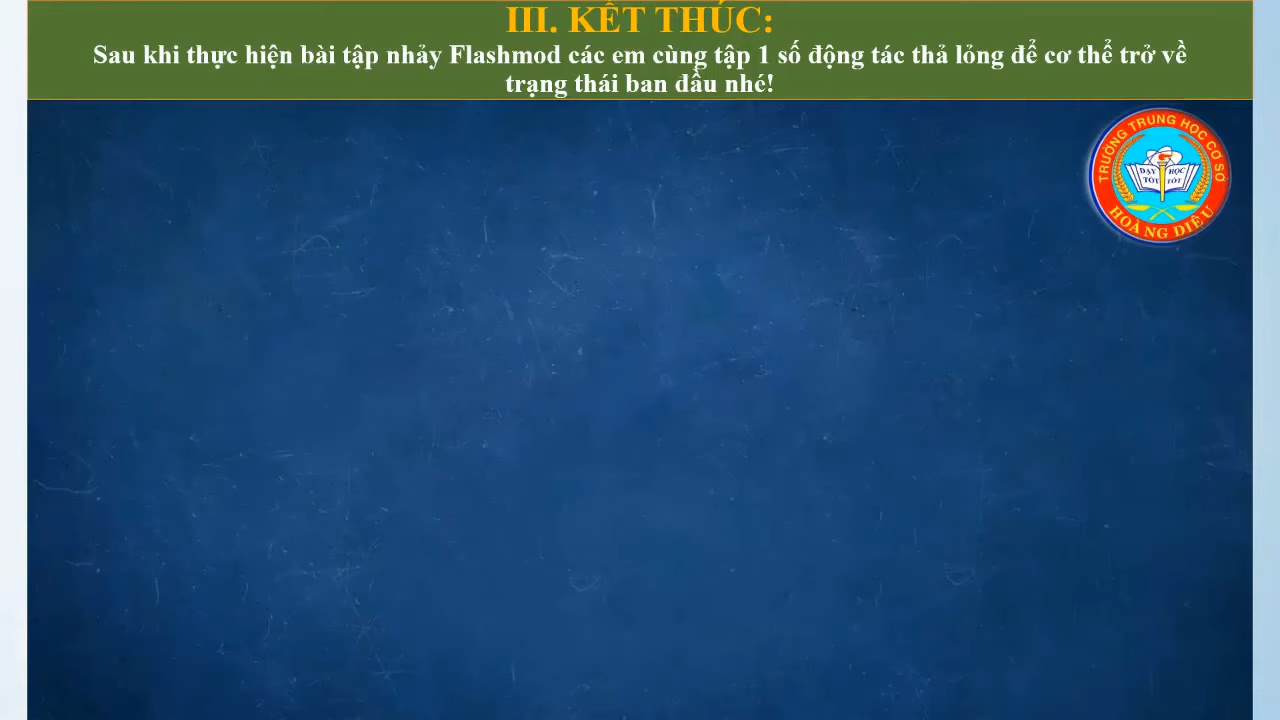 III. KẾT THÚC:
Sau khi thực hiện bài tập nhảy Flashmod các em cùng tập 1 số động tác thả lỏng để cơ thể trở về
trạng thái ban đầu nhé!
TRƯỜNG TRUNG HỌC CƠ SỞ
DẠY HỌC
TỐT TỐT
HOÀNG DIỆU